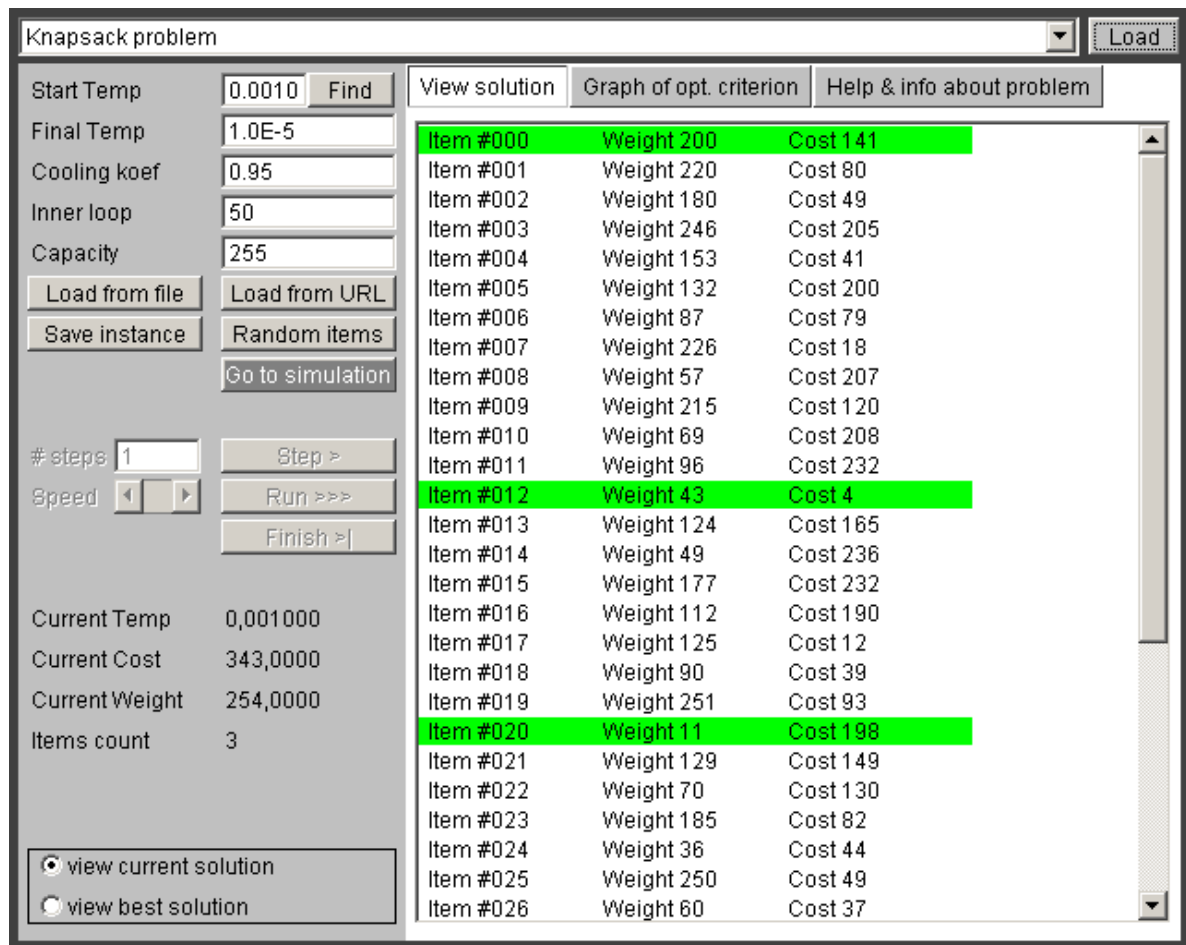 Knapsack problem Load
Start Temp 0.0010 Find
Final Temp 1.0E-5
Cooling koef 0.95
Inner loop 50
Capacity 255
Load from file Load from URL
Save instance Random items
Go to simulation
# steps 1 Step >
Speed Run >>>
Finish >|
Current Temp 0,001000
Current Cost 343,0000
Current Weight 254,0000
Items count 3
view current solution
view best solution
View solution Graph of opt. criterion Help & info about problem
Item #000 Weight 200 Cost 141
Item #001 Weight 220 Cost 80
Item #002 Weight 180 Cost 49
Item #003 Weight 246 Cost 205
Item #004 Weight 153 Cost 41
Item #005 Weight 132 Cost 200
Item #006 Weight 87 Cost 79
Item #007 Weight 226 Cost 18
Item #008 Weight 57 Cost 207
Item #009 Weight 215 Cost 120
Item #010 Weight 69 Cost 208
Item #011 Weight 96 Cost 232
Item #012 Weight 43 Cost 4
Item #013 Weight 124 Cost 165
Item #014 Weight 49 Cost 236
Item #015 Weight 177 Cost 232
Item #016 Weight 112 Cost 190
Item #017 Weight 125 Cost 12
Item #018 Weight 90 Cost 39
Item #019 Weight 251 Cost 93
Item #020 Weight 11 Cost 198
Item #021 Weight 129 Cost 149
Item #022 Weight 70 Cost 130
Item #023 Weight 185 Cost 82
Item #024 Weight 36 Cost 44
Item #025 Weight 250 Cost 49
Item #026 Weight 60 Cost 37